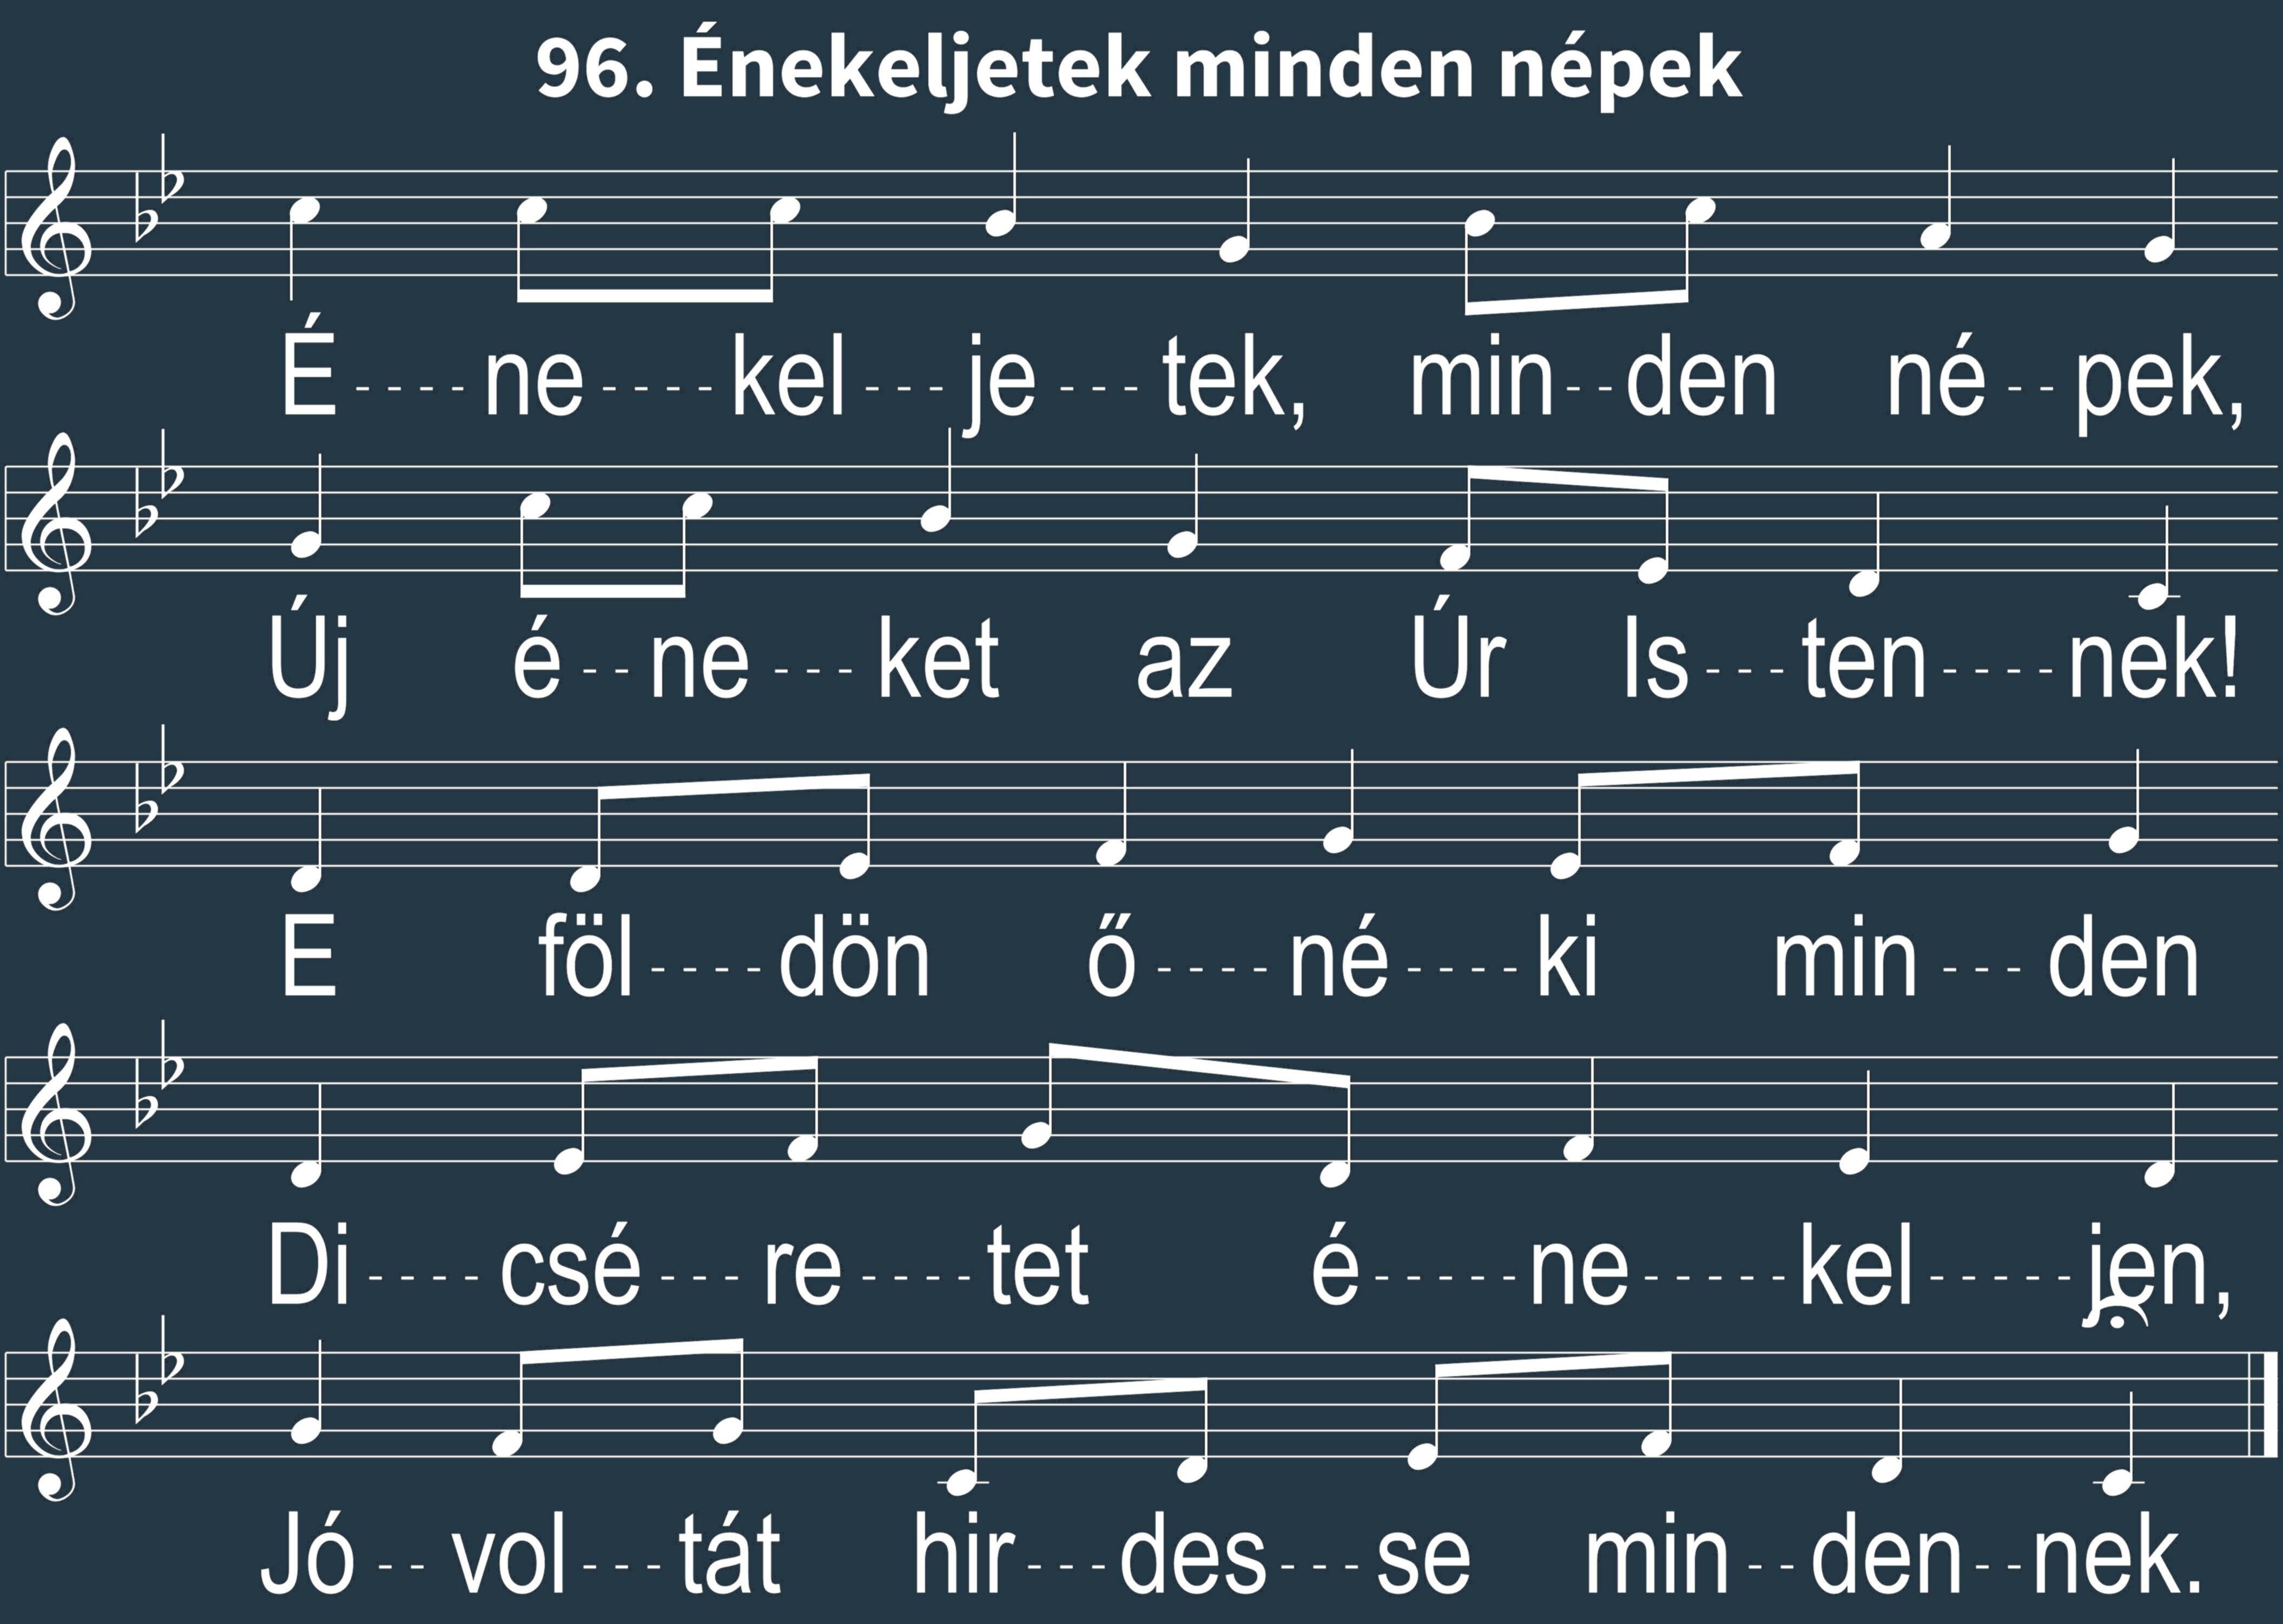 96. Énekeljetek minden népek
É----ne----kel---je---tek, min--den né--pek,
Új é--ne---ket az Úr Is---ten----nek!
E föl----dön ő----né----ki min---den
Di----csé---re----tet é-----ne-----kel-----jen,
Jó--vol---tát hir---des---se min--den--nek.